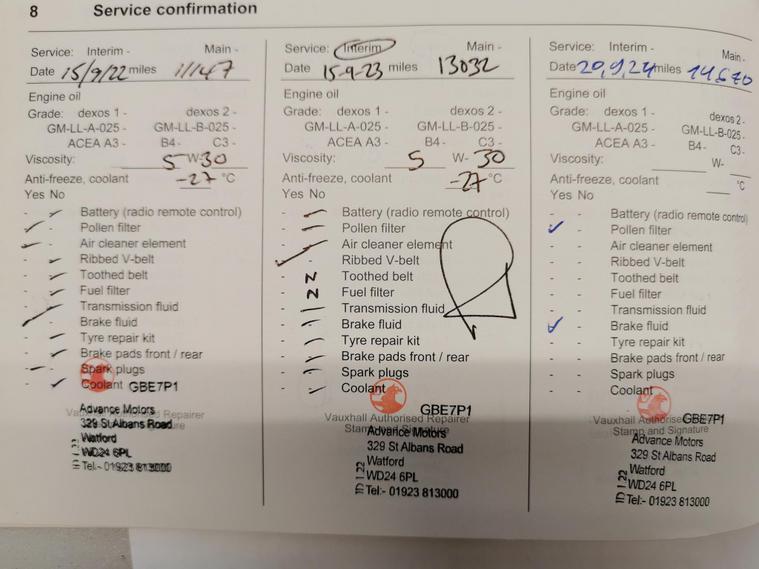 8 Service confirmation
Service: Interim - Main -
Date 15/9/22 miles 11147
Engine oil
Grade: dexos 1 - dexos 2 -
GM-LL-A-025 - GM-LL-B-025 -
ACEA A3 - B4 - C3 -
Viscosity: 5 W- 30
Anti-freeze, coolant -27 °C
Yes No
Battery (radio remote control)
Pollen filter
Air cleaner element
Ribbed V-belt
Toothed belt
Fuel filter
Transmission fluid
Brake fluid
Tyre repair kit
Brake pads front / rear
Spark plugs
Coolant GBE7P1
Vauxhall Authorised Repairer
Advance Motors
329 St Albans Road
Watford
WD24 6PL
Tel:- 01923 813000
Service: Interim Main -
Date 15-9-23 miles 13032
Engine oil
Grade: dexos 1 - dexos 2 -
GM-LL-A-025 - GM-LL-B-025 -
ACEA A3 - B4 - C3 -
Viscosity: 5 W- 30
Anti-freeze, coolant -27 °C
Yes No
Battery (radio remote control)
Pollen filter
Air cleaner element
Ribbed V-belt
N Toothed belt
N Fuel filter
Transmission fluid
Brake fluid
Tyre repair kit
Brake pads front / rear
Spark plugs
Coolant
GBE7P1
Vauxhall Authorised Repairer
Stamp and Signature
Advance Motors
329 St Albans Road
Watford
WD24 6PL
Tel:- 01923 813000
Service: Interim - Main -
Date 20,9,24 miles 14670
Engine oil
Grade: dexos 1 - dexos 2 -
GM-LL-A-025 - GM-LL-B-025 -
ACEA A3 - B4 - C3 -
Viscosity: W-
Anti-freeze, coolant °C
Yes No
Battery (radio remote control)
Pollen filter
Air cleaner element
Ribbed V-belt
Toothed belt
Fuel filter
Transmission fluid
Brake fluid
Tyre repair kit
Brake pads front / rear
Spark plugs
Coolant
Vauxhall Authorised GBE7P1
Stamp and Signature
Advance Motors
329 St Albans Road
Watford
WD24 6PL
Tel:- 01923 813000